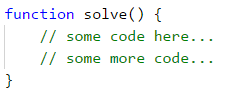 function solve() {
    // some code here...
    // some more code...
}